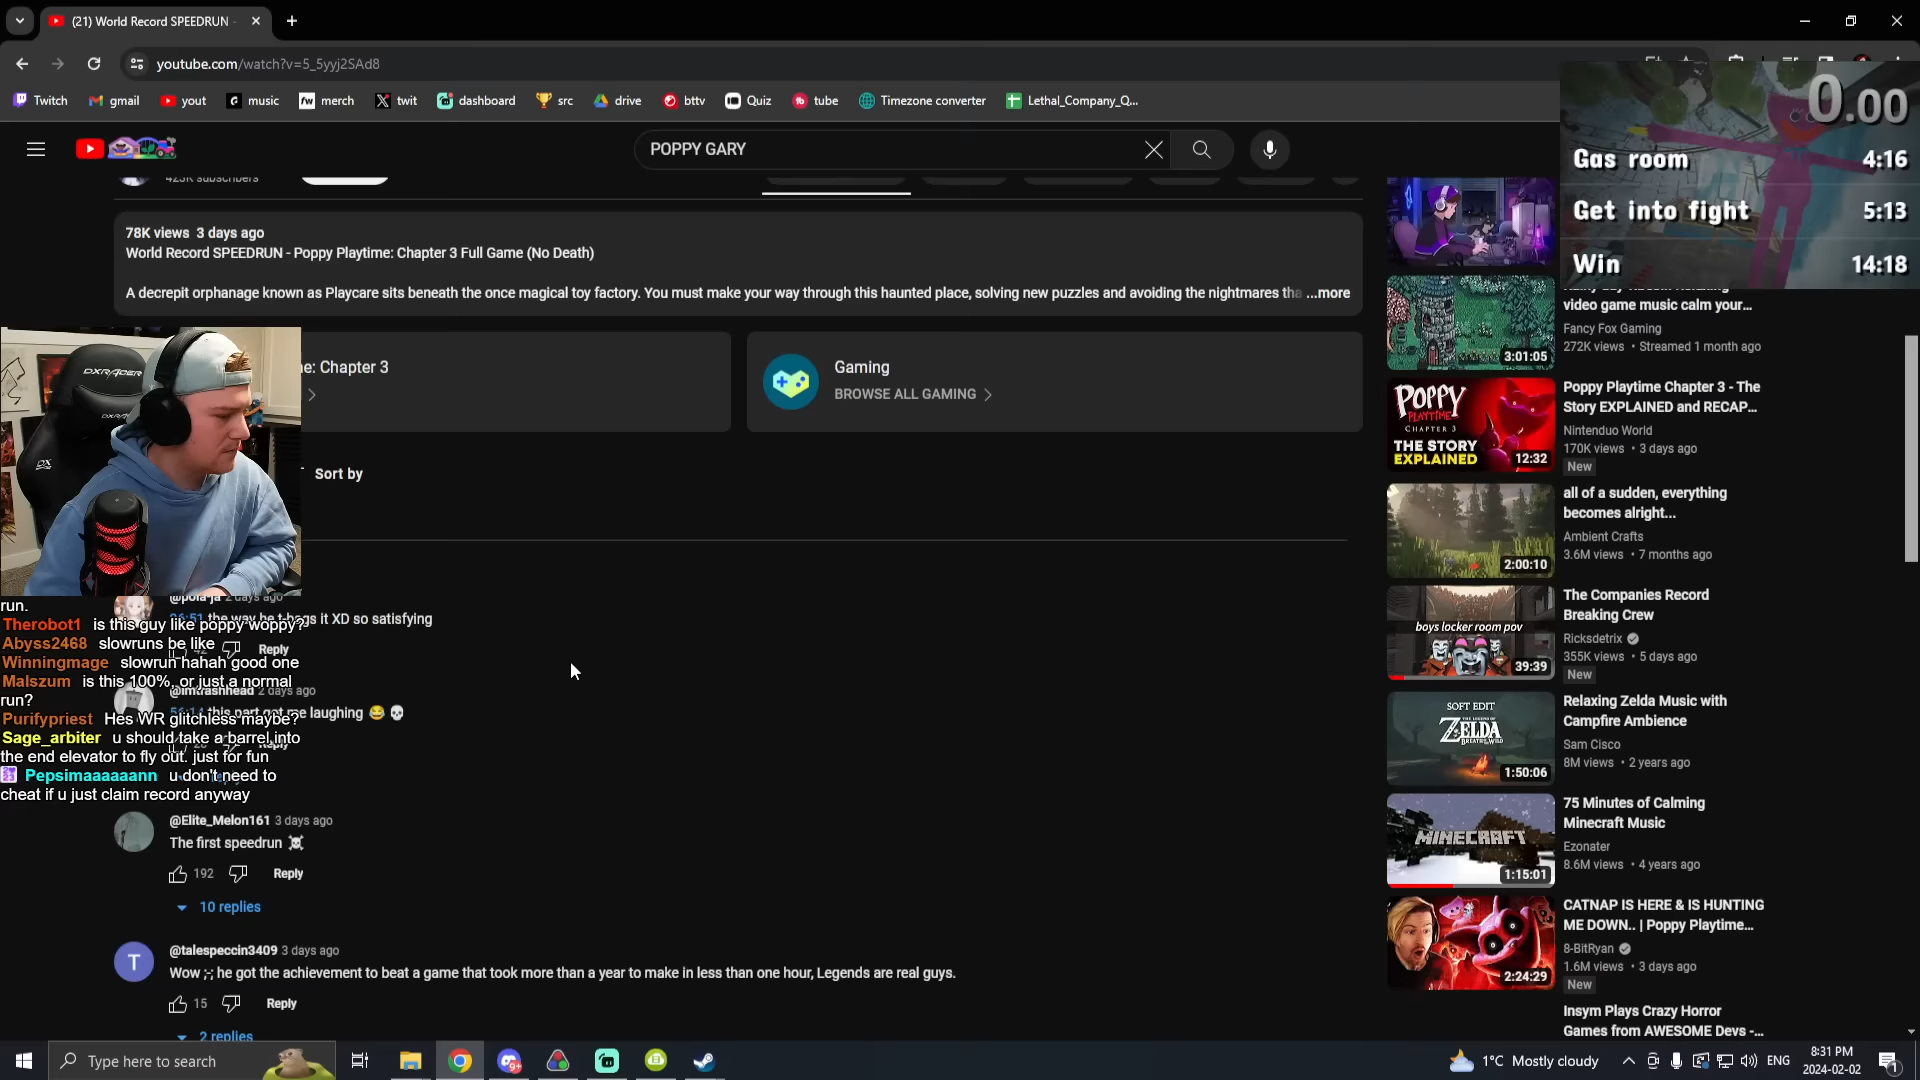 (21) World Record SPEEDRUN
youtube.com/watch?v=5_5yyj2SAd8
Twitch
gmail
yout
music
merch
twit
dashboard
src
drive
bttv
Quiz
tube
Timezone converter
Lethal_Company_Q...
POPPY GARY
0.00
Gas room 4:16
Get into fight 5:13
Win 14:18
423K subscribers
78K views 3 days ago
World Record SPEEDRUN - Poppy Playtime: Chapter 3 Full Game (No Death)
A decrepit orphanage known as Playcare sits beneath the once magical toy factory. You must make your way through this haunted place, solving new puzzles and avoiding the nightmares tha ...more
e: Chapter 3
Gaming
BROWSE ALL GAMING
Sort by
DXRACER
@pola-ja 2 days ago
26:51 the way he t-bags it XD so satisfying
42
Reply
@imtrashhead 2 days ago
56:14 this part got me laughing 😂 💀
Reply
run.
Therobot1 is this guy like poppy woppy?
Abyss2468 slowruns be like
Winningmage slowrun hahah good one
Malszum is this 100%, or just a normal
run?
Purifypriest Hes WR glitchless maybe?
Sage_arbiter u should take a barrel into
the end elevator to fly out. just for fun
Pepsimaaaaaann u don't need to
cheat if u just claim record anyway
@Elite_Melon161 3 days ago
The first speedrun ☠
192
Reply
10 replies
T
@talespeccin3409 3 days ago
Wow ;-; he got the achievement to beat a game that took more than a year to make in less than one hour, Legends are real guys.
15
Reply
2 replies
video game music calm your...
Fancy Fox Gaming
272K views • Streamed 1 month ago
3:01:05
POPPY
PLAYTIME
CHAPTER 3
THE STORY
EXPLAINED
12:32
Poppy Playtime Chapter 3 - The
Story EXPLAINED and RECAP...
Nintenduo World
170K views • 3 days ago
New
all of a sudden, everything
becomes alright...
Ambient Crafts
3.6M views • 7 months ago
2:00:10
boys locker room pov
39:39
The Companies Record
Breaking Crew
Ricksdetrix
355K views • 5 days ago
New
SOFT EDIT
THE LEGEND OF
ZELDA
BREATH OF THE WILD
1:50:06
Relaxing Zelda Music with
Campfire Ambience
Sam Cisco
8M views • 2 years ago
MINECRAFT
1:15:01
75 Minutes of Calming
Minecraft Music
Ezonater
8.6M views • 4 years ago
2:24:29
CATNAP IS HERE & IS HUNTING
ME DOWN.. | Poppy Playtime...
8-BitRyan
1.6M views • 3 days ago
New
Insym Plays Crazy Horror
Games from AWESOME Devs -...
Type here to search
9+
1°C Mostly cloudy
ENG
8:31 PM
2024-02-02
1